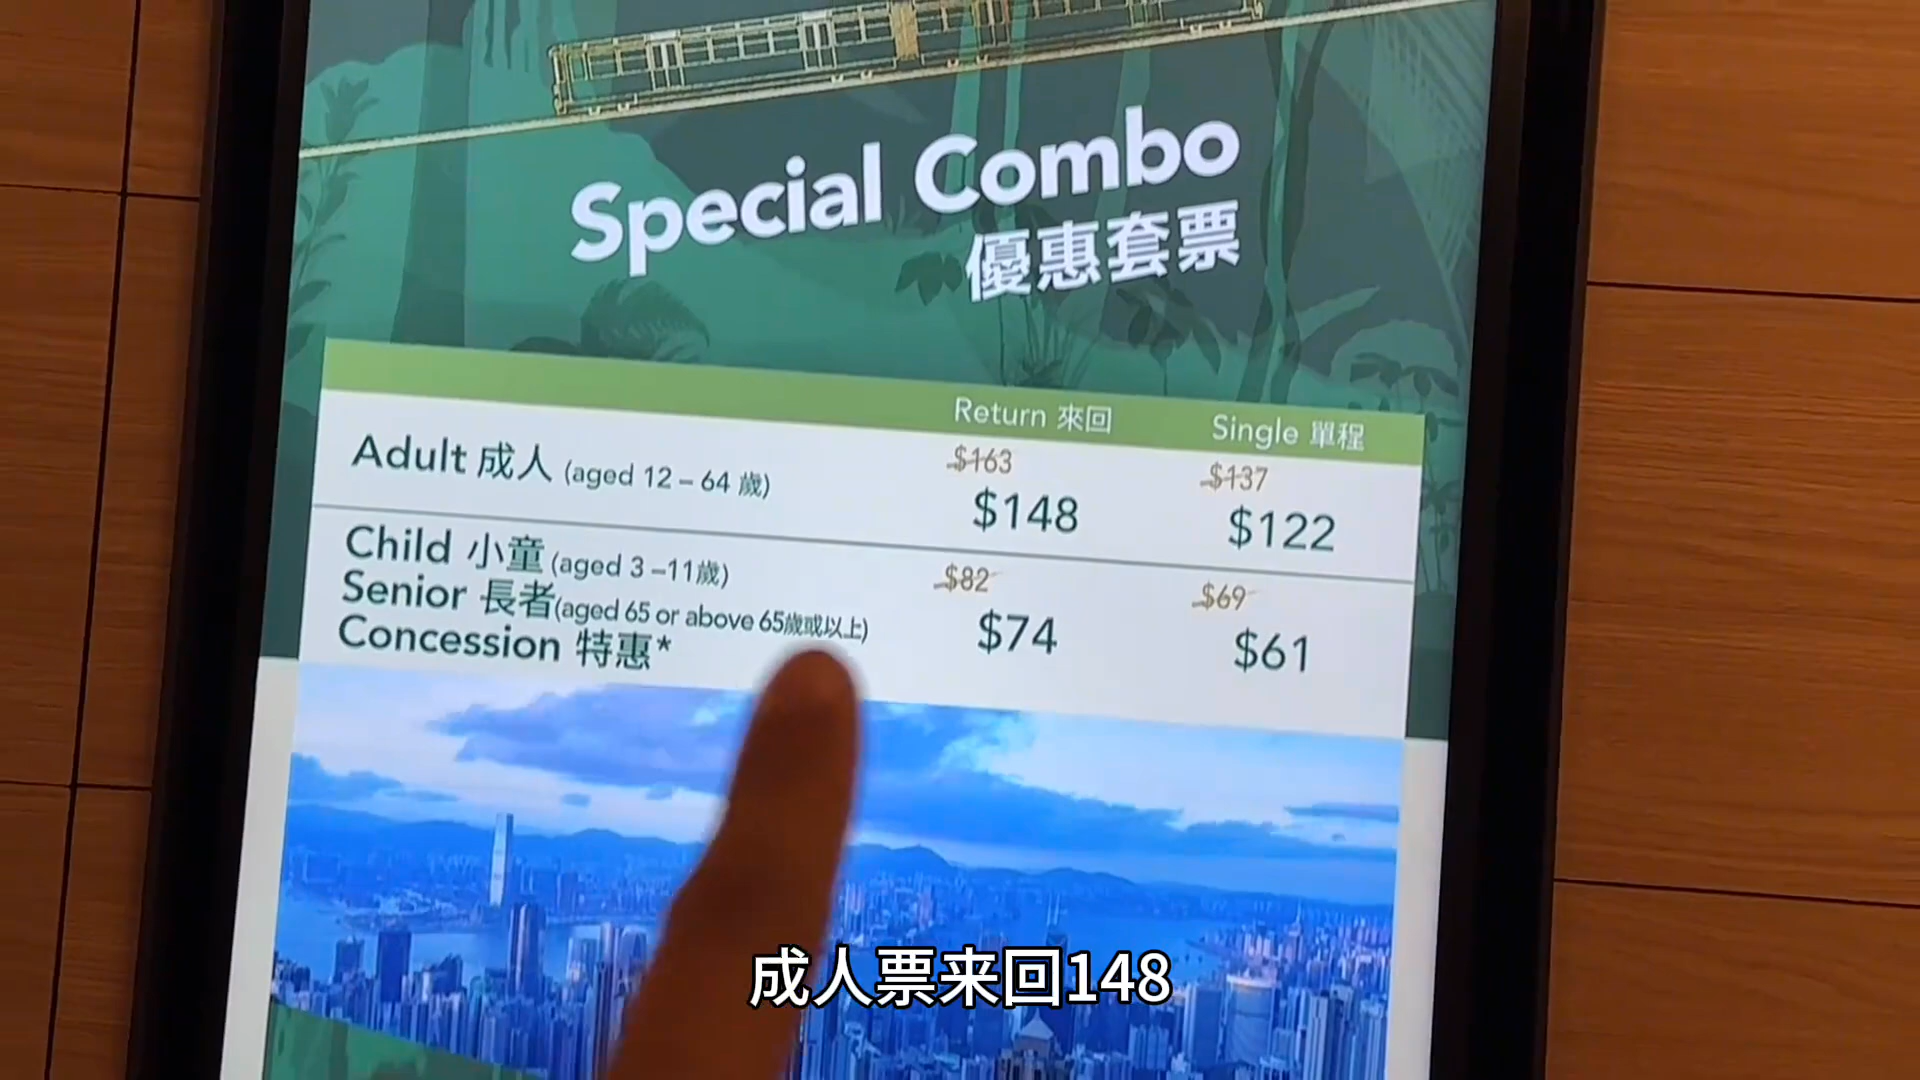 Special Combo
優惠套票
Return 來回 Single 單程
Adult 成人 (aged 12 – 64 歲) $163 $137
$148 $122
Child 小童 (aged 3 –11歲) $82 $69
Senior 長者(aged 65 or above 65歲或以上) $74 $61
Concession 特惠*
成人票来回148